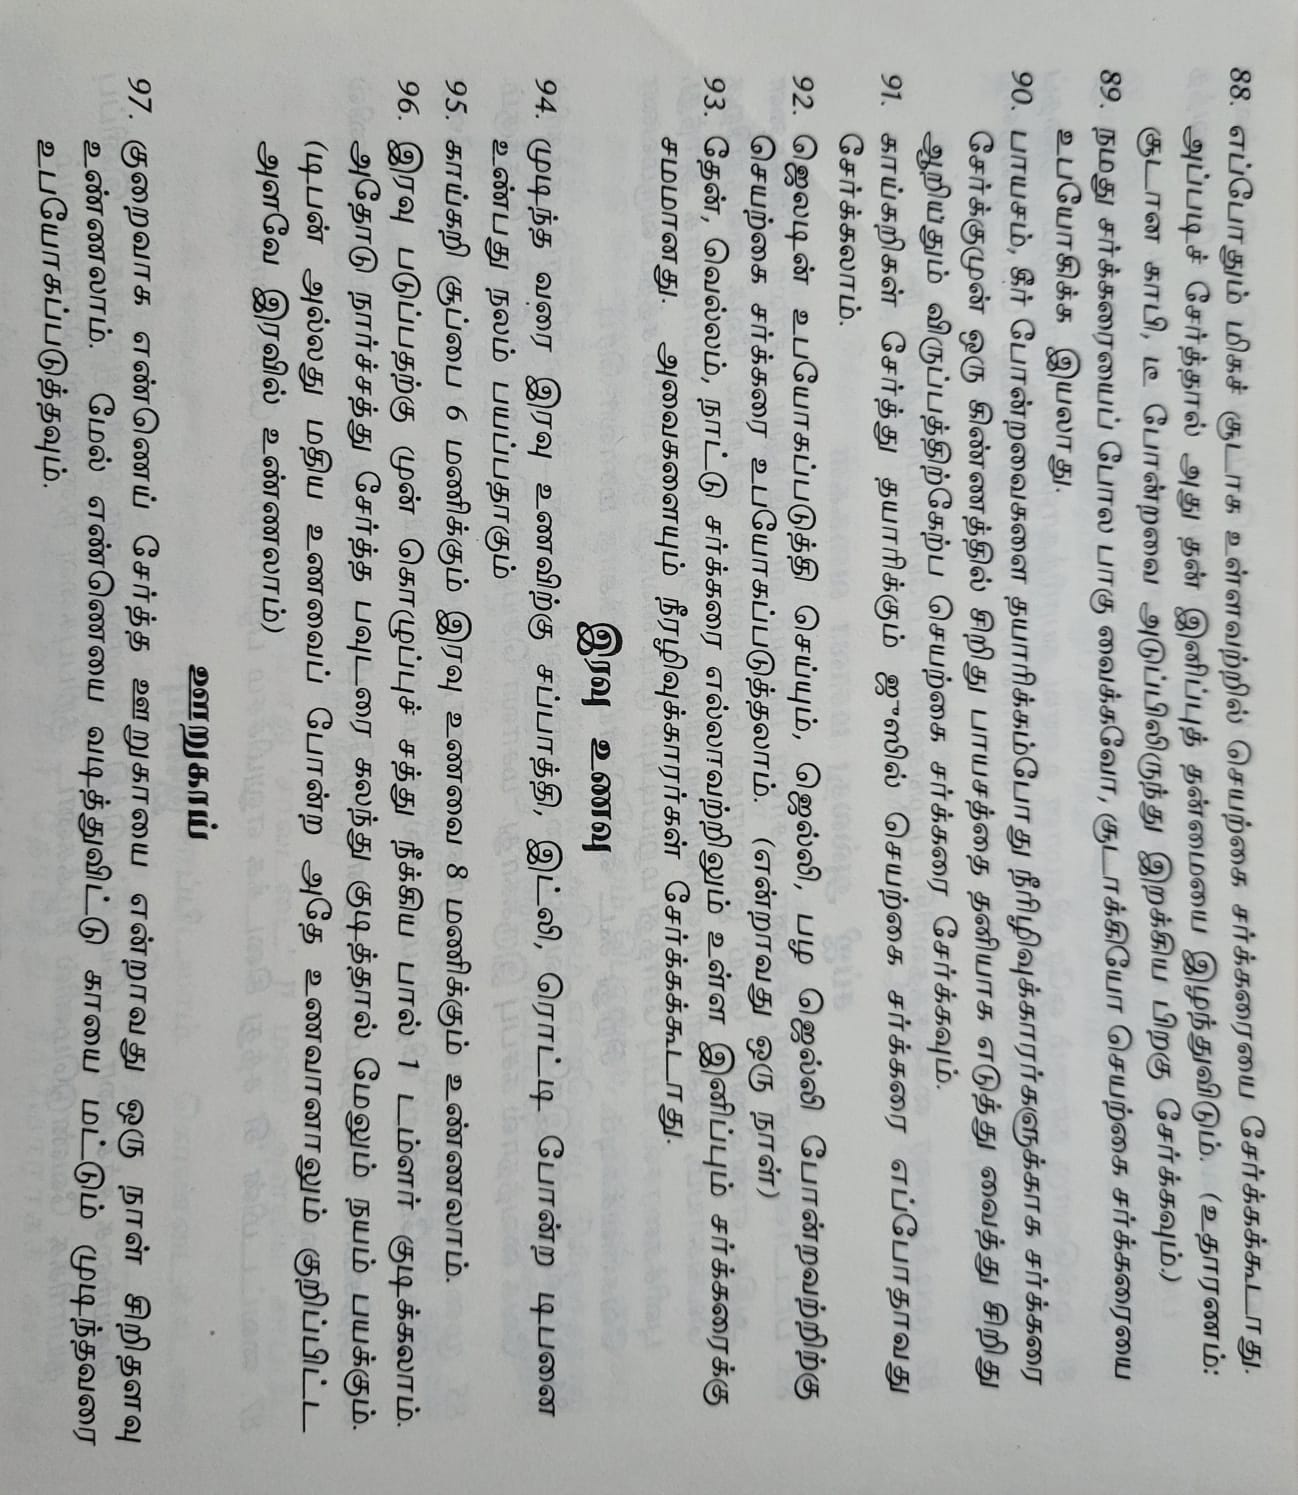 88. எப்போதும் மிகச் சூடாக உள்ளவற்றில் செயற்கை சர்க்கரையை சேர்க்கக்கூடாது.
அப்படிச் சேர்த்தால் அது தன் இனிப்புத் தன்மையை இழந்துவிடும். (உதாரணம்:
சூடான காபி, டீ போன்றவை அடுப்பிலிருந்து இறக்கிய பிறகு சேர்க்கவும்.)
89. நமது சர்க்கரையைப் போல பாகு வைக்கவோ, சூடாக்கியோ செயற்கை சர்க்கரையை
உபயோகிக்க இயலாது.
90. பாயசம், கீர் போன்றவைகளை தயாரிக்கம்போது நீரிழிவுக்காரர்களுக்காக சர்க்கரை
சேர்க்குமுன் ஒரு கிண்ணத்தில் சிறிது பாயசத்தை தனியாக எடுத்து வைத்து சிறிது
ஆறியதும் விருப்பத்திற்கேற்ப செயற்கை சர்க்கரை சேர்க்கவும்.
91. காய்கறிகள் சேர்த்து தயாரிக்கும் ஜுஸில் செயற்கை சர்க்கரை எப்போதாவது
சேர்க்கலாம்.
92. ஜெலடின் உபயோகப்படுத்தி செய்யும், ஜெல்லி, பழ ஜெல்லி போன்றவற்றிற்கு
செயற்கை சர்க்கரை உபயோகப்படுத்தலாம். (என்றாவது ஒரு நாள்)
93. தேன், வெல்லம், நாட்டு சர்க்கரை எல்லாவற்றிலும் உள்ள இனிப்பும் சர்க்கரைக்கு
சமமானது. அவைகளையும் நீரழிவுக்காரர்கள் சேர்க்கக்கூடாது.
இரவு உணவு
94. முடிந்த வரை இரவு உணவிற்கு சப்பாத்தி, இட்லி, ரொட்டி போன்ற டிபனை
உண்பது நலம் பயப்பதாகும்
95. காய்கறி சூப்பை 6 மணிக்கும் இரவு உணவை 8 மணிக்கும் உண்ணலாம்.
96. இரவு படுப்பதற்கு முன் கொழுப்புச் சத்து நீக்கிய பால் 1 டம்ளர் குடிக்கலாம்.
அதோடு நார்ச்சத்து சேர்த்த பவுடரை கலந்து குடித்தால் மேலும் நயம் பயக்கும்.
(டிபன் அல்லது மதிய உணவைப் போன்ற அதே உணவானாலும் குறிப்பிட்ட
அளவே இரவில் உண்ணலாம்)
ஊறுகாய்
97. குறைவாக எண்ணெய் சேர்த்த ஊறுகாயை என்றாவது ஒரு நாள் சிறிதளவு
உண்ணலாம். மேல் எண்ணெயை வடித்துவிட்டு காயை மட்டும் முடிந்தவரை
உபயோகப்படுத்தவும்.